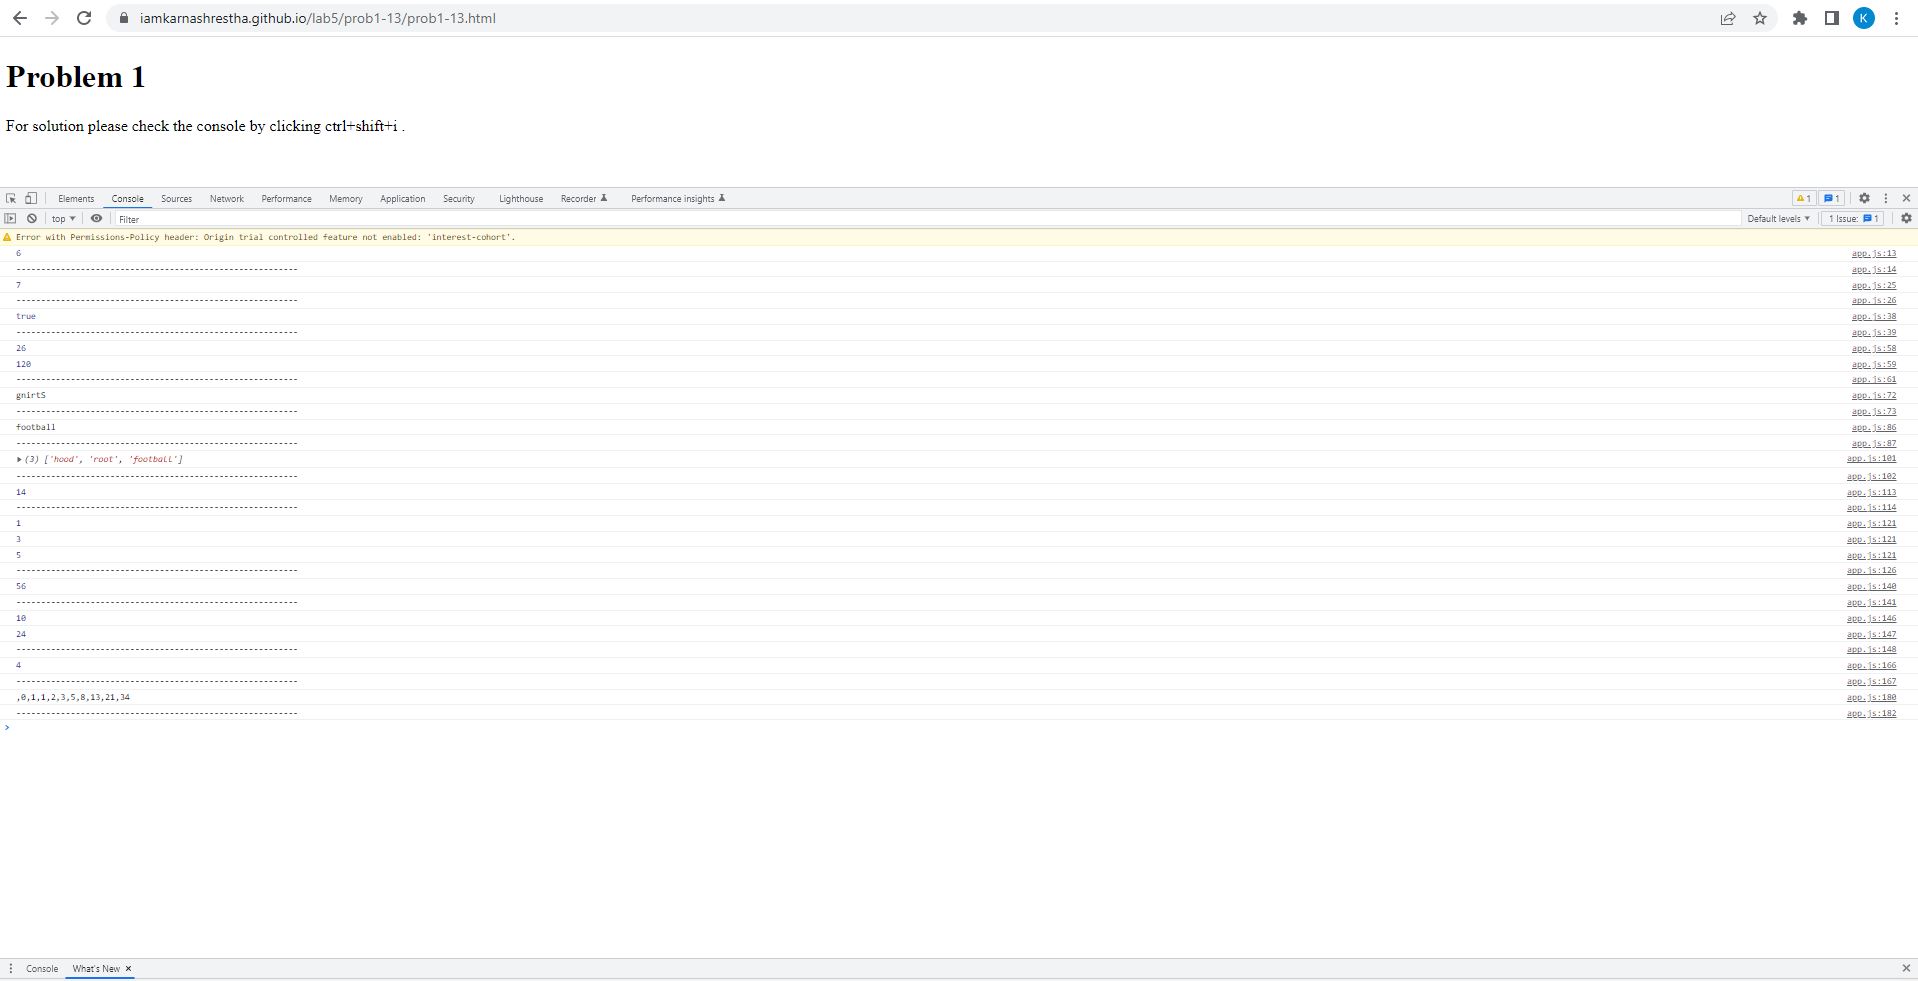 iamkarnashrestha.github.io/lab5/prob1-13/prob1-13.html K
Problem 1
For solution please check the console by clicking ctrl+shift+i .
Elements Console Sources Network Performance Memory Application Security Lighthouse Recorder Performance insights 1 1
top Filter Default levels 1 Issue: 1
Error with Permissions-Policy header: Origin trial controlled feature not enabled: 'interest-cohort'.
6 app.js:13
-------------------------------------------------------- app.js:14
7 app.js:25
-------------------------------------------------------- app.js:26
true app.js:38
-------------------------------------------------------- app.js:39
26 app.js:58
120 app.js:59
-------------------------------------------------------- app.js:61
gnirtS app.js:72
-------------------------------------------------------- app.js:73
football app.js:86
-------------------------------------------------------- app.js:87
(3) ['hood', 'root', 'football'] app.js:101
-------------------------------------------------------- app.js:102
14 app.js:113
-------------------------------------------------------- app.js:114
1 app.js:121
3 app.js:121
5 app.js:121
-------------------------------------------------------- app.js:126
56 app.js:140
-------------------------------------------------------- app.js:141
10 app.js:146
24 app.js:147
-------------------------------------------------------- app.js:148
4 app.js:166
-------------------------------------------------------- app.js:167
,0,1,1,2,3,5,8,13,21,34 app.js:180
-------------------------------------------------------- app.js:182
>
Console What's New